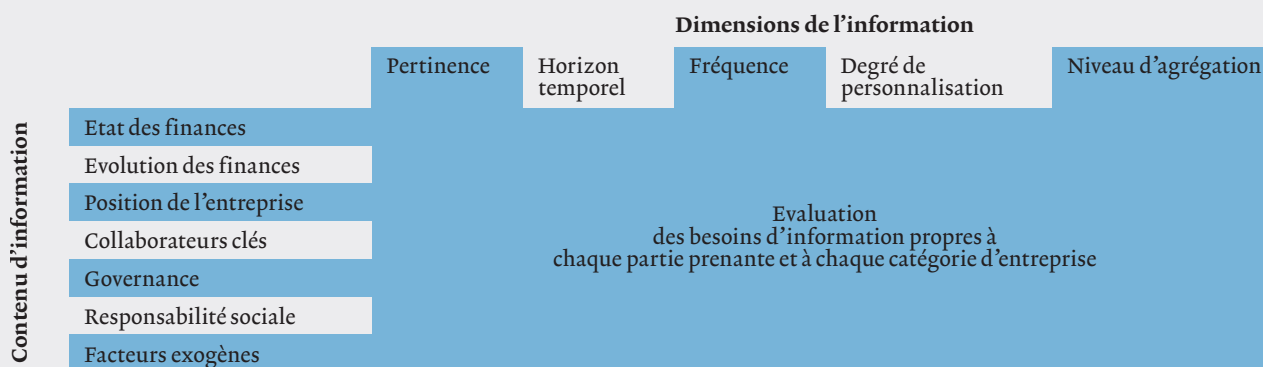 Dimensions de l’information
Pertinence
Horizon
temporel
Fréquence
Degré de
personnalisation
Niveau d’agrégation
Contenu d’information
Etat des finances
Evolution des finances
Position de l’entreprise
Collaborateurs clés
Governance
Responsabilité sociale
Facteurs exogènes
Evaluation
des besoins d’information propres à
chaque partie prenante et à chaque catégorie d’entreprise